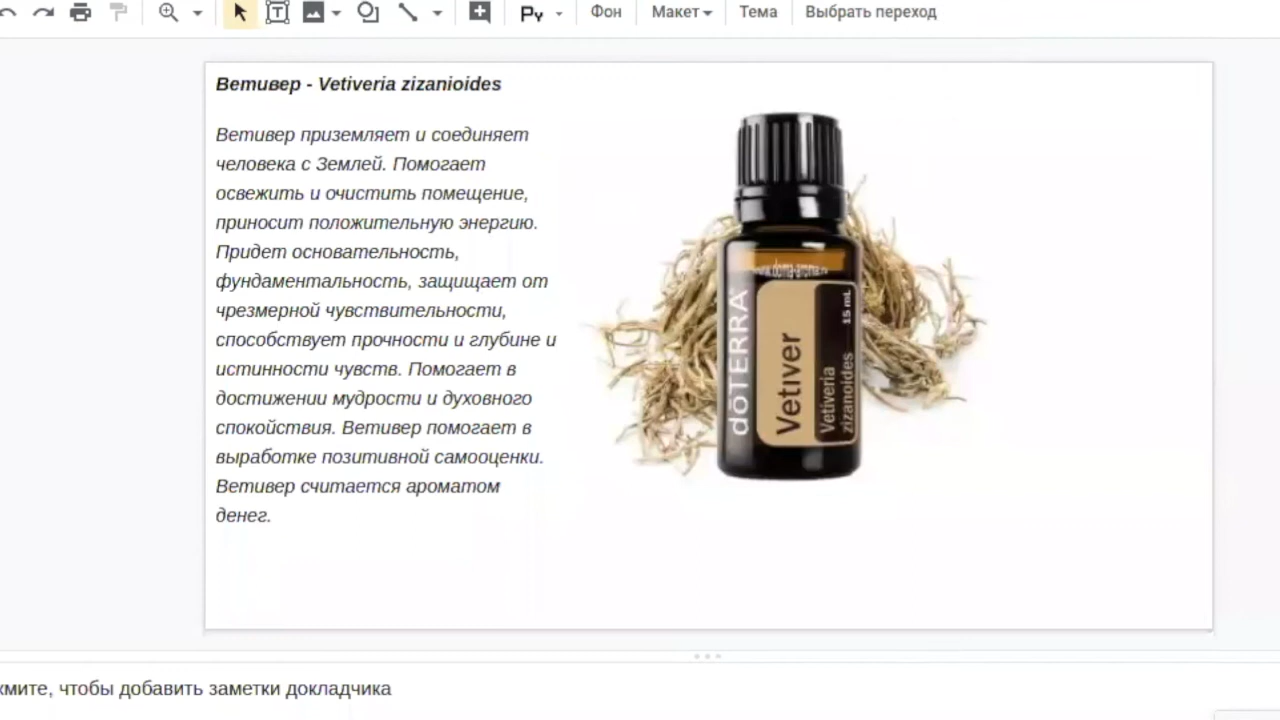 Фон
Макет
Тема
Выбрать переход
Ветивер - Vetiveria zizanioides
Ветивер приземляет и соединяет
человека с Землей. Помогает
освежить и очистить помещение,
приносит положительную энергию.
Придет основательность,
фундаментальность, защищает от
чрезмерной чувствительности,
способствует прочности и глубине и
истинности чувств. Помогает в
достижении мудрости и духовного
спокойствия. Ветивер помогает в
выработке позитивной самооценки.
Ветивер считается ароматом
денег.
dōTERRA
Vetiver
Vetiveria
zizanoides
15 mL
жмите, чтобы добавить заметки докладчика